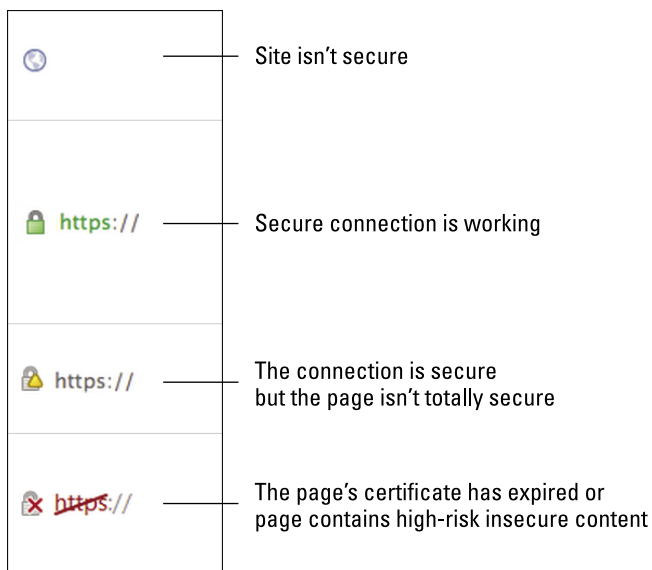 Site isn’t secure
https:// Secure connection is working
https:// The connection is secure
but the page isn’t totally secure
https:// The page’s certificate has expired or
page contains high-risk insecure content